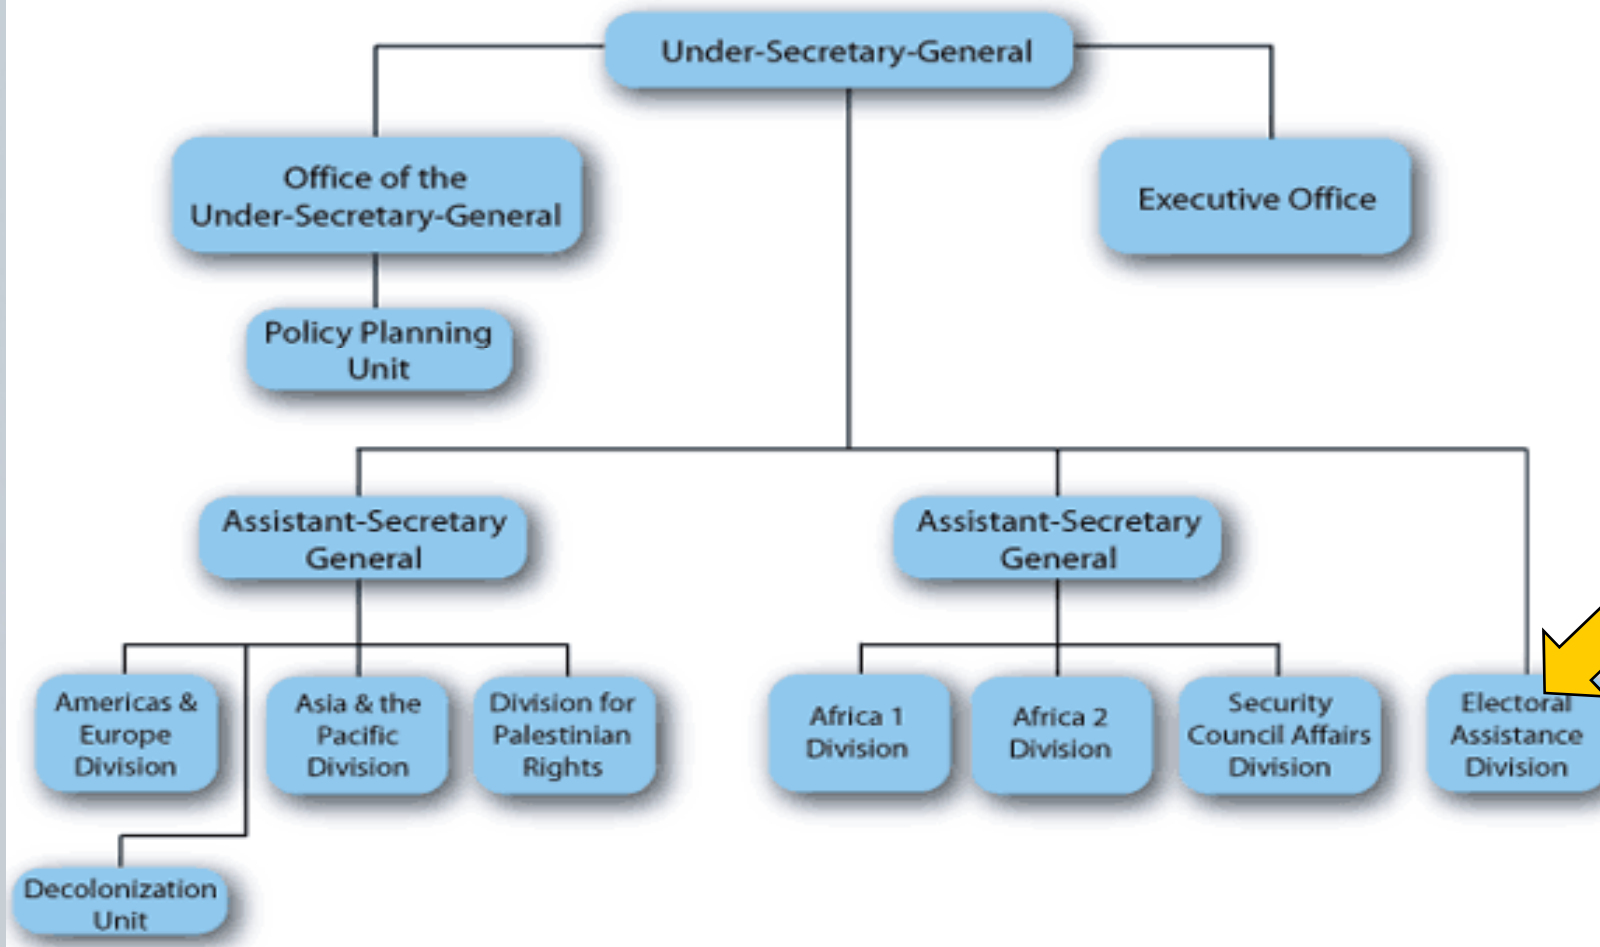 Under-Secretary-General
Office of the
Under-Secretary-General
Executive Office
Policy Planning
Unit
Assistant-Secretary
General
Assistant-Secretary
General
Americas &
Europe
Division
Asia & the
Pacific
Division
Division for
Palestinian
Rights
Africa 1
Division
Africa 2
Division
Security
Council Affairs
Division
Electoral
Assistance
Division
Decolonization
Unit